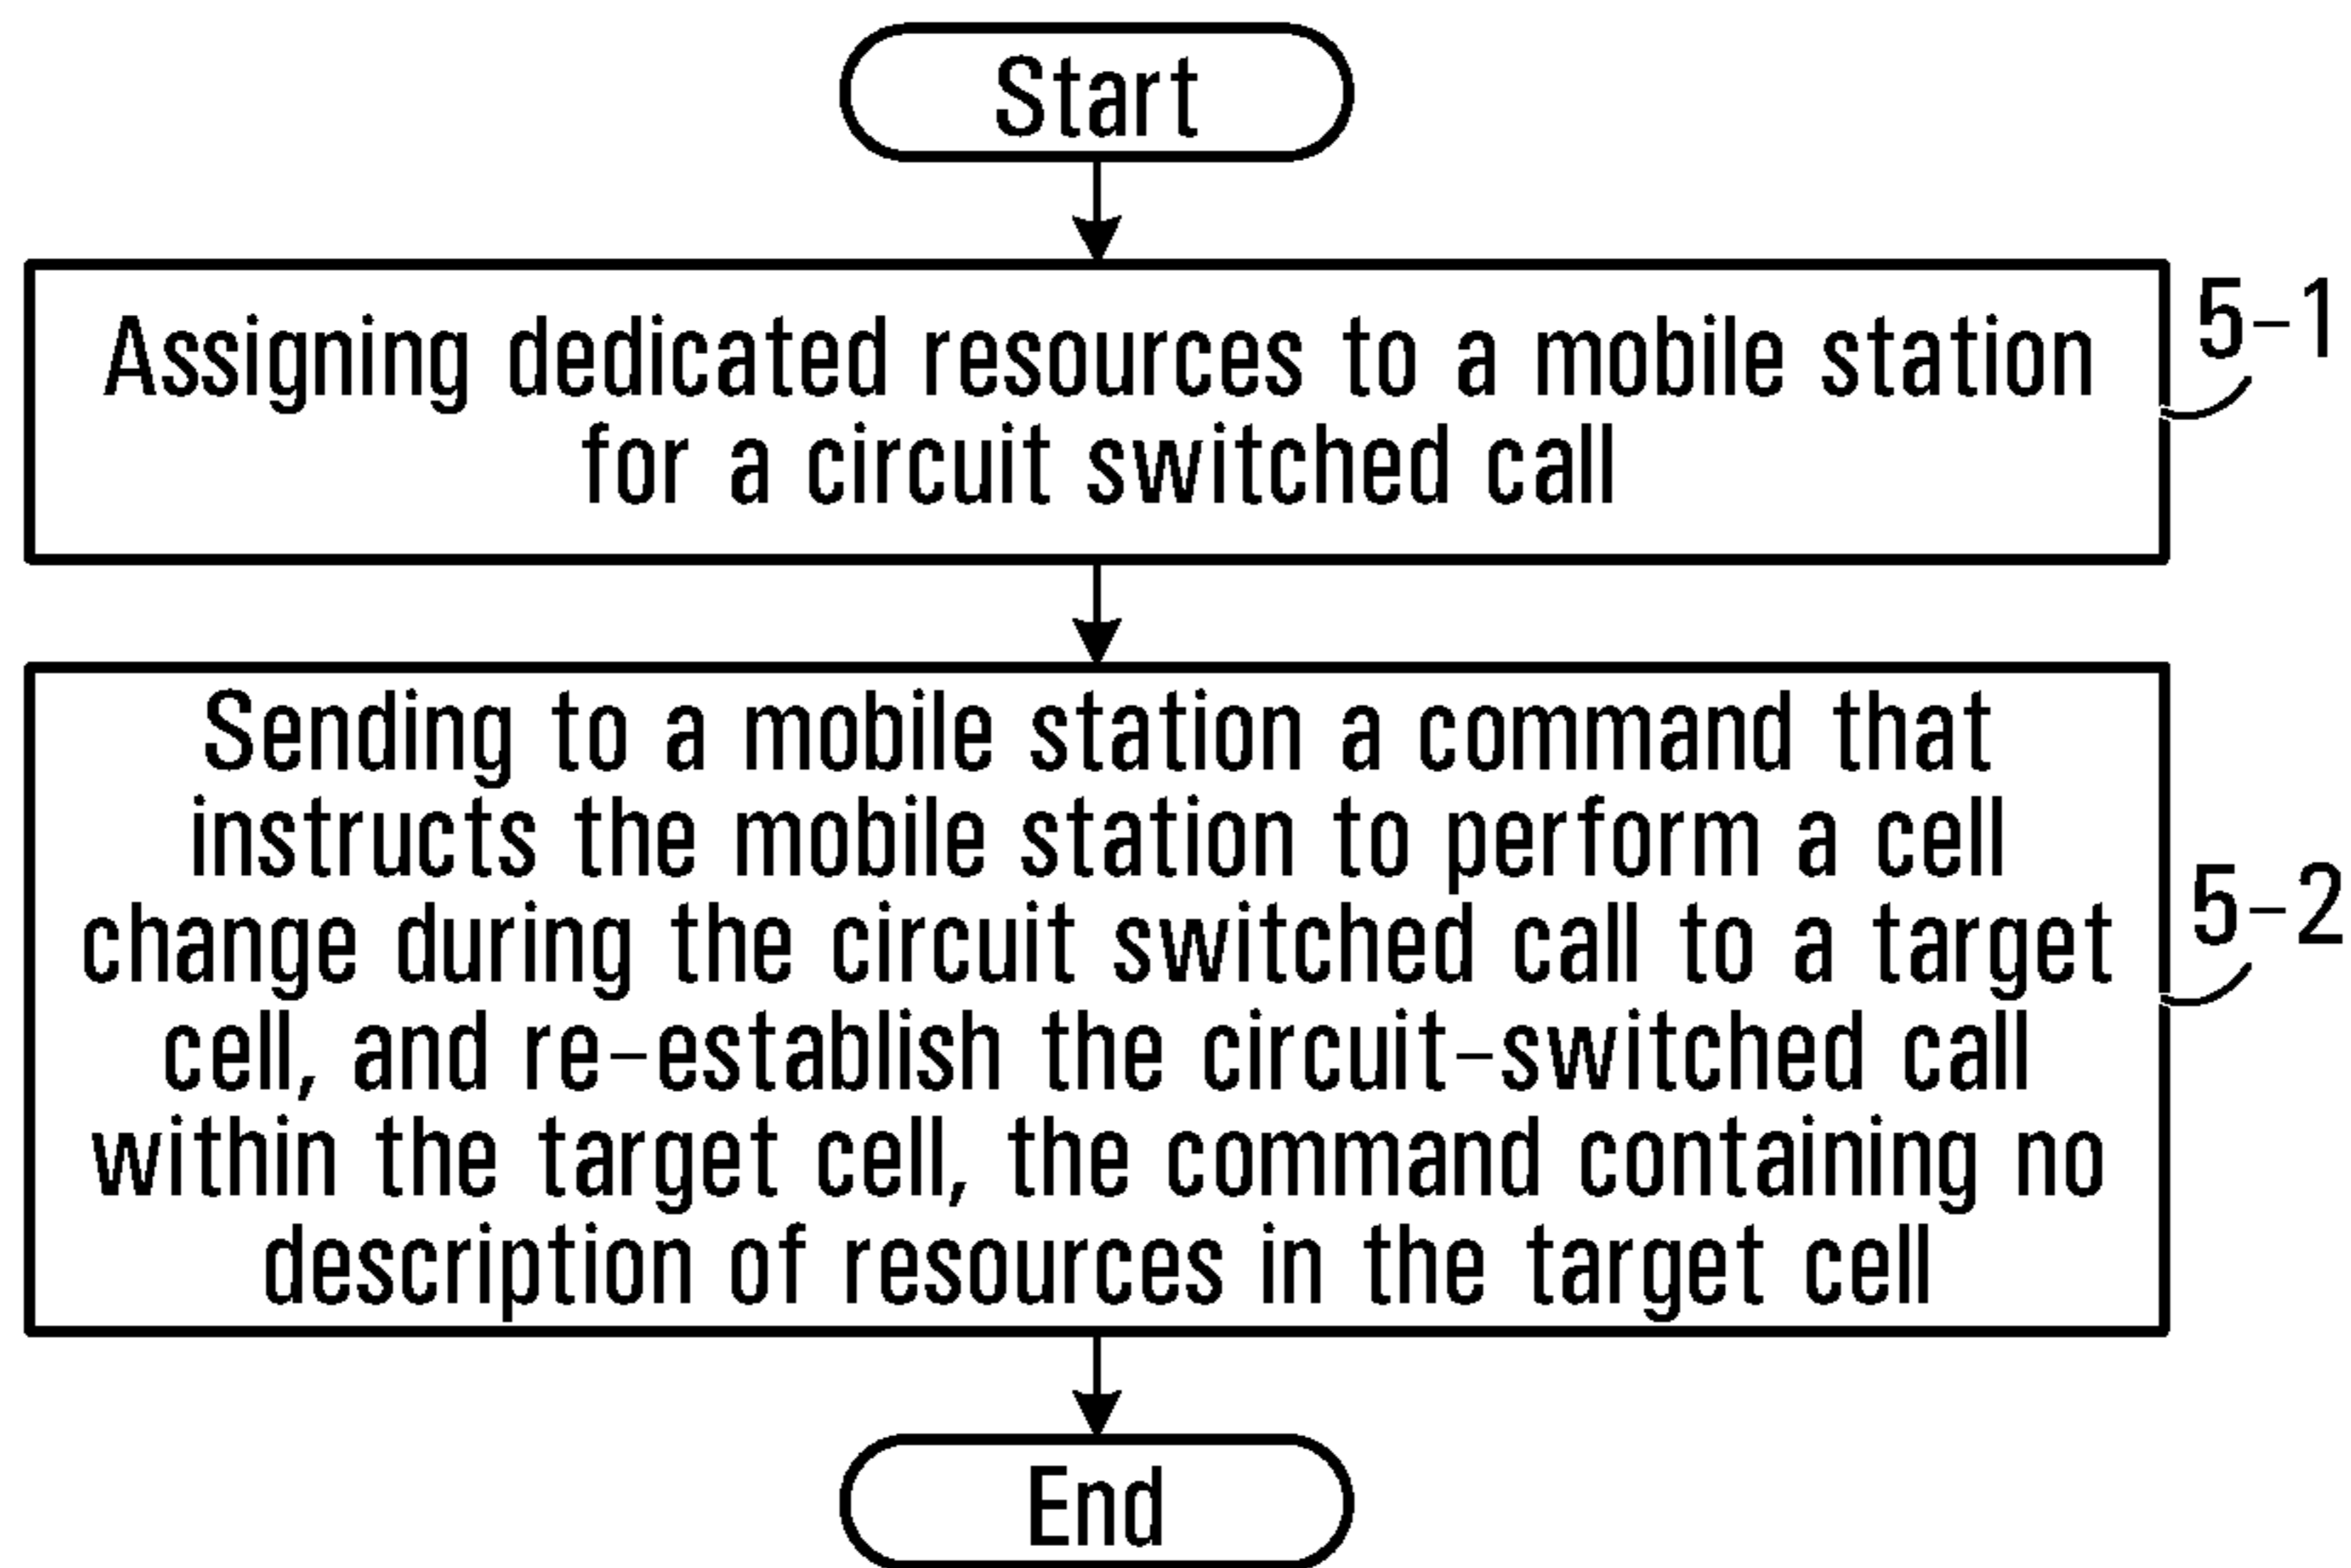 Start
Assigning dedicated resources to a mobile station
for a circuit switched call
5-1
Sending to a mobile station a command that
instructs the mobile station to perform a cell
change during the circuit switched call to a target
cell, and re-establish the circuit-switched call
within the target cell, the command containing no
description of resources in the target cell
5-2
End